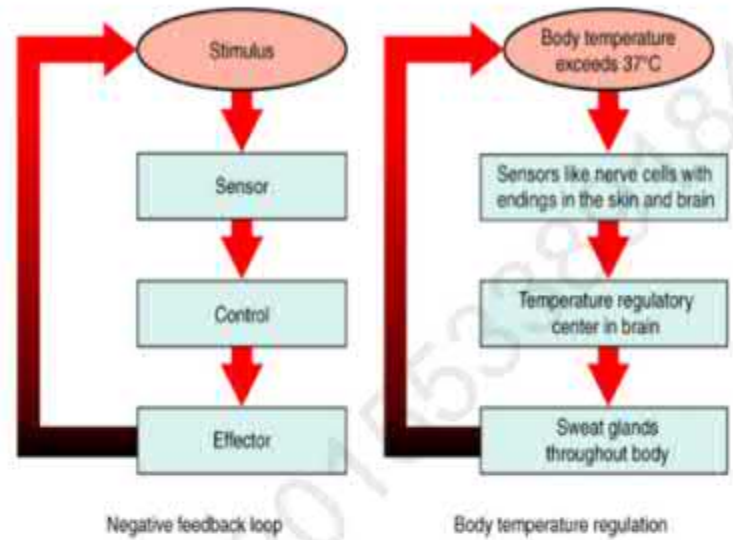 Stimulus
Sensor
Control
Effector
Negative feedback loop
Body temperature
exceeds 37°C
Sensors like nerve cells with
endings in the skin and brain
Temperature regulatory
center in brain
Sweat glands
throughout body
Body temperature regulation